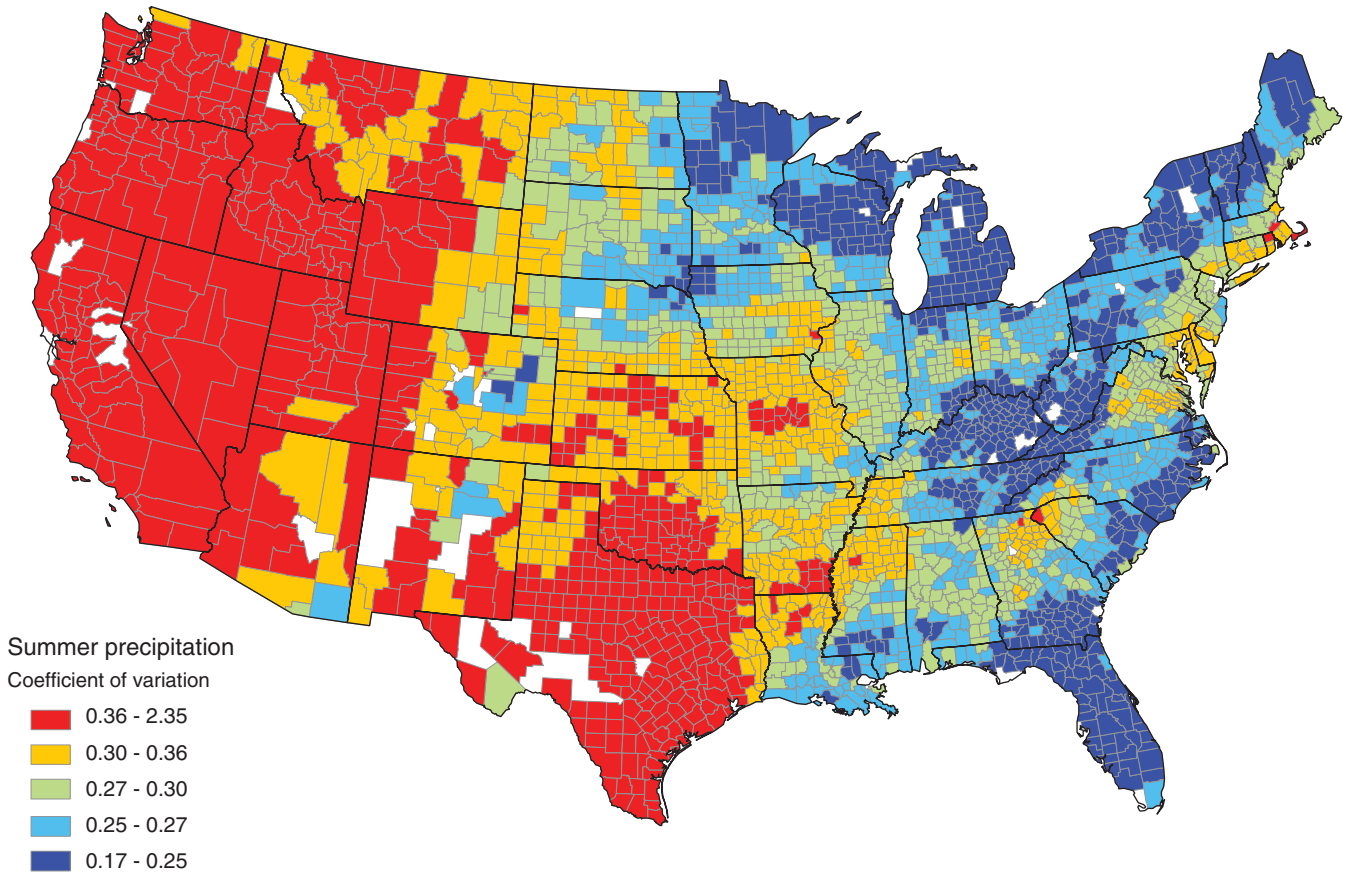 Summer precipitation
Coefficient of variation
0.36 - 2.35
0.30 - 0.36
0.27 - 0.30
0.25 - 0.27
0.17 - 0.25